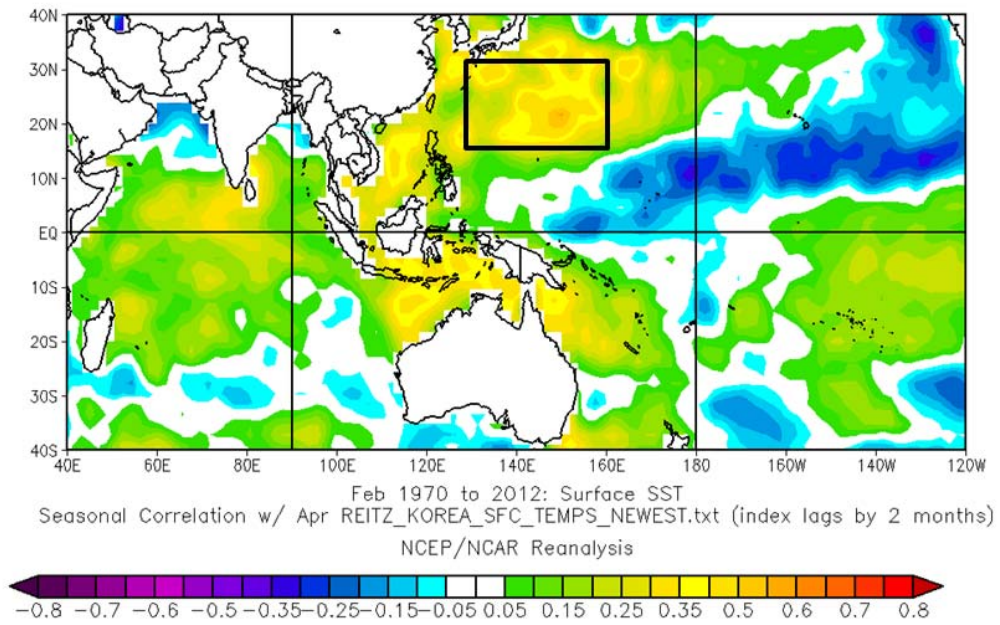 40N
30N
20N
10N
EQ
10S
20S
30S
40S
40E 60E 80E 100E 120E 140E 160E 180 160W 140W 120W
Feb 1970 to 2012: Surface SST
Seasonal Correlation w/ Apr REITZ_KOREA_SFC_TEMPS_NEWEST.txt (index lags by 2 months)
NCEP/NCAR Reanalysis
-0.8 -0.7 -0.6 -0.5 -0.35 -0.25 -0.15 -0.05 0.05 0.15 0.25 0.35 0.5 0.6 0.7 0.8